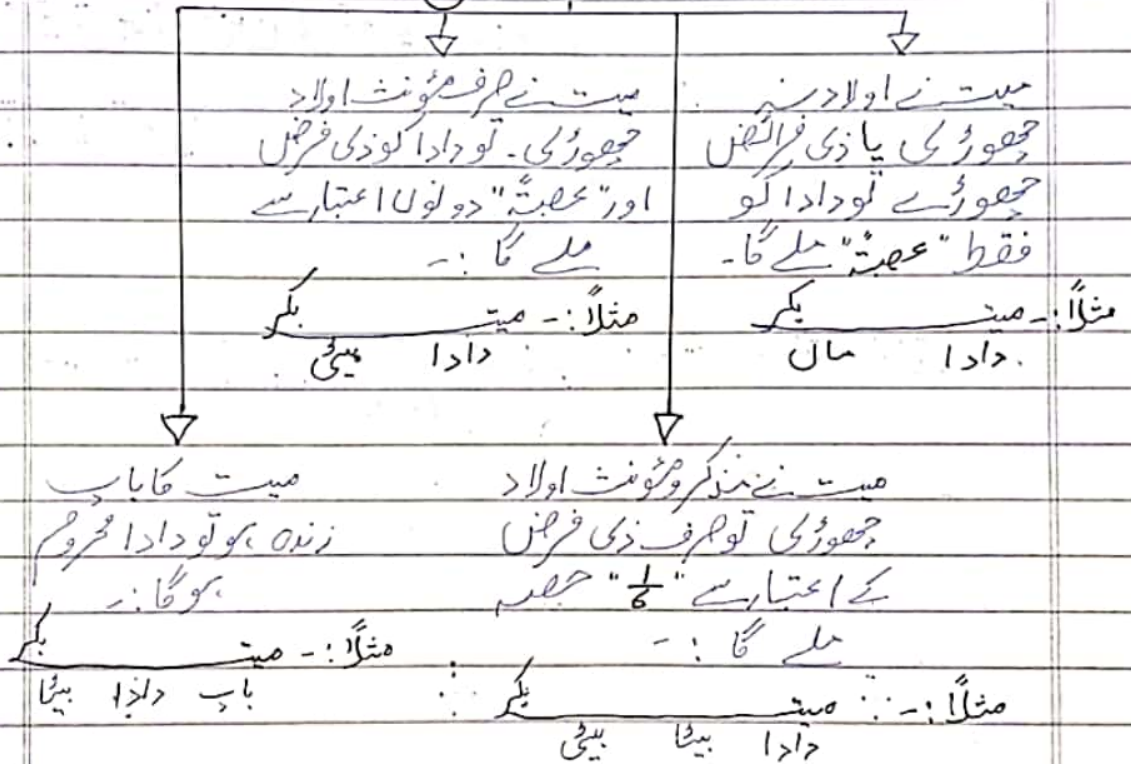 میت نے اولاد نہ
چھوڑی یا ذی فرائض
چھوڑے تو دادا کو
فقط "عصبتہً" ملے گا۔
مثلاً:- میت بکر
دادا ماں
میت نے صرف مؤنث اولاد
چھوڑی۔ تو دادا کو ذی فرض
اور "عصبتہً" دونوں اعتبار سے
ملے گا :-
مثلاً:- میت بکر
دادا بیٹی
میت نے مذکر و مؤنث اولاد
چھوڑی تو صرف ذی فرض
کے اعتبار سے "1/6" حصہ
ملے گا :-
مثلاً:- میت بکر
دادا بیٹا بیٹی
میت کا باپ
زندہ ہو تو دادا محروم
ہو گا:-
مثلاً:- میت بکر
باپ دادا بیٹا